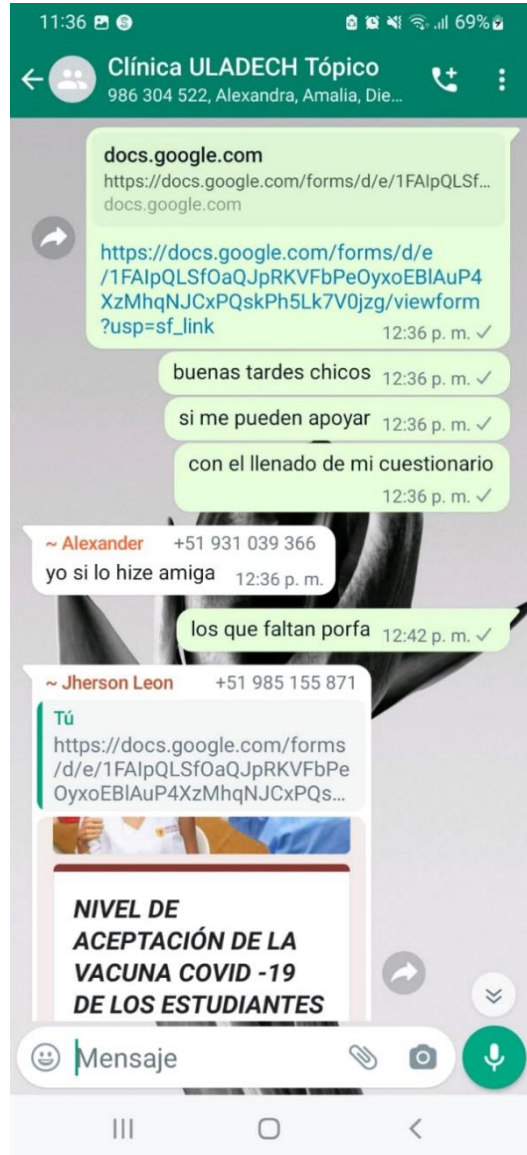 11:36
69%
Clínica ULADECH Tópico
986 304 522, Alexandra, Amalia, Die...
docs.google.com
https://docs.google.com/forms/d/e/1FAIpQLSf...
docs.google.com
https://docs.google.com/forms/d/e
/1FAIpQLSfOaQJpRKVFbPeOyxoEBlAuP4
XzMhqNJCxPQskPh5Lk7V0jzg/viewform
?usp=sf_link
12:36 p. m.
buenas tardes chicos 12:36 p. m.
si me pueden apoyar 12:36 p. m.
con el llenado de mi cuestionario
12:36 p. m.
~ Alexander +51 931 039 366
yo si lo hize amiga 12:36 p. m.
los que faltan porfa 12:42 p. m.
~ Jherson Leon +51 985 155 871
Tú
https://docs.google.com/forms
/d/e/1FAIpQLSfOaQJpRKVFbPe
OyxoEBlAuP4XzMhqNJCxPQs...
NIVEL DE
ACEPTACIÓN DE LA
VACUNA COVID -19
DE LOS ESTUDIANTES
Mensaje